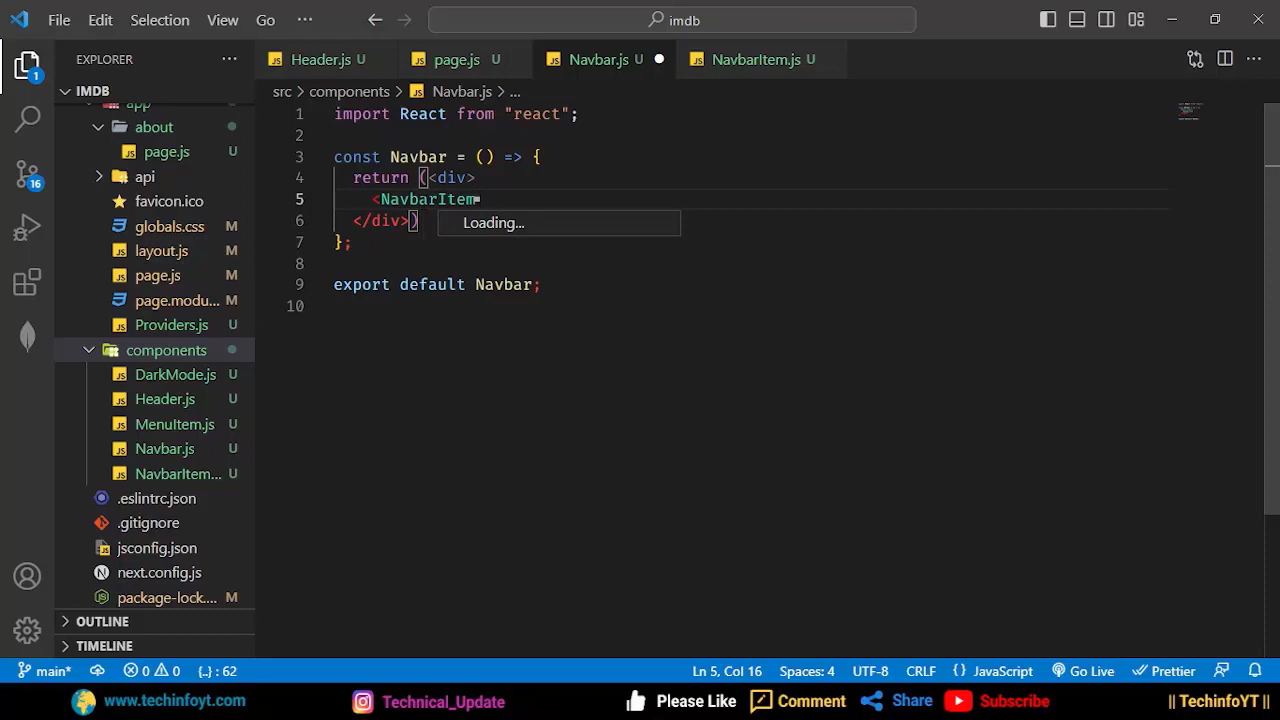 File Edit Selection View Go ··· imdb
EXPLORER ···
Header.js U
page.js U
Navbar.js U
NavbarItem.js U
IMDB
src > components > Navbar.js > ...
app
about
page.js U
api
favicon.ico
globals.css M
layout.js M
page.js M
page.modu... M
Providers.js U
components
DarkMode.js U
Header.js U
MenuItem.js U
Navbar.js U
NavbarItem... U
.eslintrc.json
.gitignore
jsconfig.json
next.config.js
package-lock.... M
OUTLINE
TIMELINE
1
16
1 import React from "react";
2
3 const Navbar = () => {
4 return (<div>
5 <NavbarItem
6 </div>)
7 };
8
9 export default Navbar;
10
Loading...
main* 0 0 {..} : 62 Ln 5, Col 16 Spaces: 4 UTF-8 CRLF {} JavaScript Go Live Prettier
www.techinfoyt.com Technical_Update Please Like Comment Share Subscribe || TechinfoYT ||